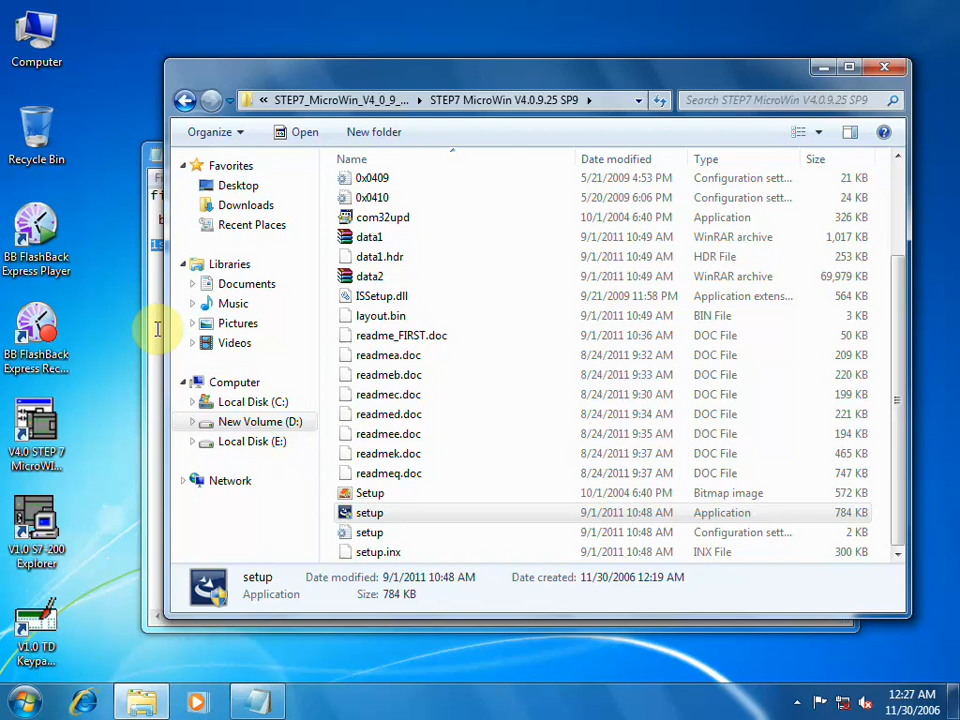 Computer
Recycle Bin
BB FlashBack
Express Player
BB FlashBack
Express Rec...
V4.0 STEP 7
MicroWI...
V1.0 S7-200
Explorer
V1.0 TD
Keypa...
« STEP7_MicroWin_V4_0_9_... ▸ STEP7 MicroWin V4.0.9.25 SP9 ▸
Search STEP7 MicroWin V4.0.9.25 SP9
Organize Open New folder
Favorites
Desktop
Downloads
Recent Places
Libraries
Documents
Music
Pictures
Videos
Computer
Local Disk (C:)
New Volume (D:)
Local Disk (E:)
Network
Name Date modified Type Size
0x0409 5/21/2009 4:53 PM Configuration sett... 21 KB
0x0410 5/20/2009 6:06 PM Configuration sett... 24 KB
com32upd 10/1/2004 6:40 PM Application 326 KB
data1 9/1/2011 10:49 AM WinRAR archive 1,017 KB
data1.hdr 9/1/2011 10:49 AM HDR File 253 KB
data2 9/1/2011 10:49 AM WinRAR archive 69,979 KB
ISSetup.dll 9/21/2009 11:58 PM Application extens... 564 KB
layout.bin 9/1/2011 10:49 AM BIN File 3 KB
readme_FIRST.doc 9/1/2011 10:36 AM DOC File 50 KB
readmea.doc 8/24/2011 9:32 AM DOC File 209 KB
readmeb.doc 8/24/2011 9:33 AM DOC File 220 KB
readmec.doc 8/24/2011 9:30 AM DOC File 199 KB
readmed.doc 8/24/2011 9:34 AM DOC File 221 KB
readmee.doc 8/24/2011 9:35 AM DOC File 194 KB
readmek.doc 8/24/2011 9:37 AM DOC File 465 KB
readmeq.doc 8/24/2011 9:37 AM DOC File 747 KB
Setup 10/1/2004 6:40 PM Bitmap image 572 KB
setup 9/1/2011 10:48 AM Application 784 KB
setup 9/1/2011 10:48 AM Configuration sett... 2 KB
setup.inx 9/1/2011 10:48 AM INX File 300 KB
setup Date modified: 9/1/2011 10:48 AM Date created: 11/30/2006 12:19 AM
Application Size: 784 KB
12:27 AM
11/30/2006